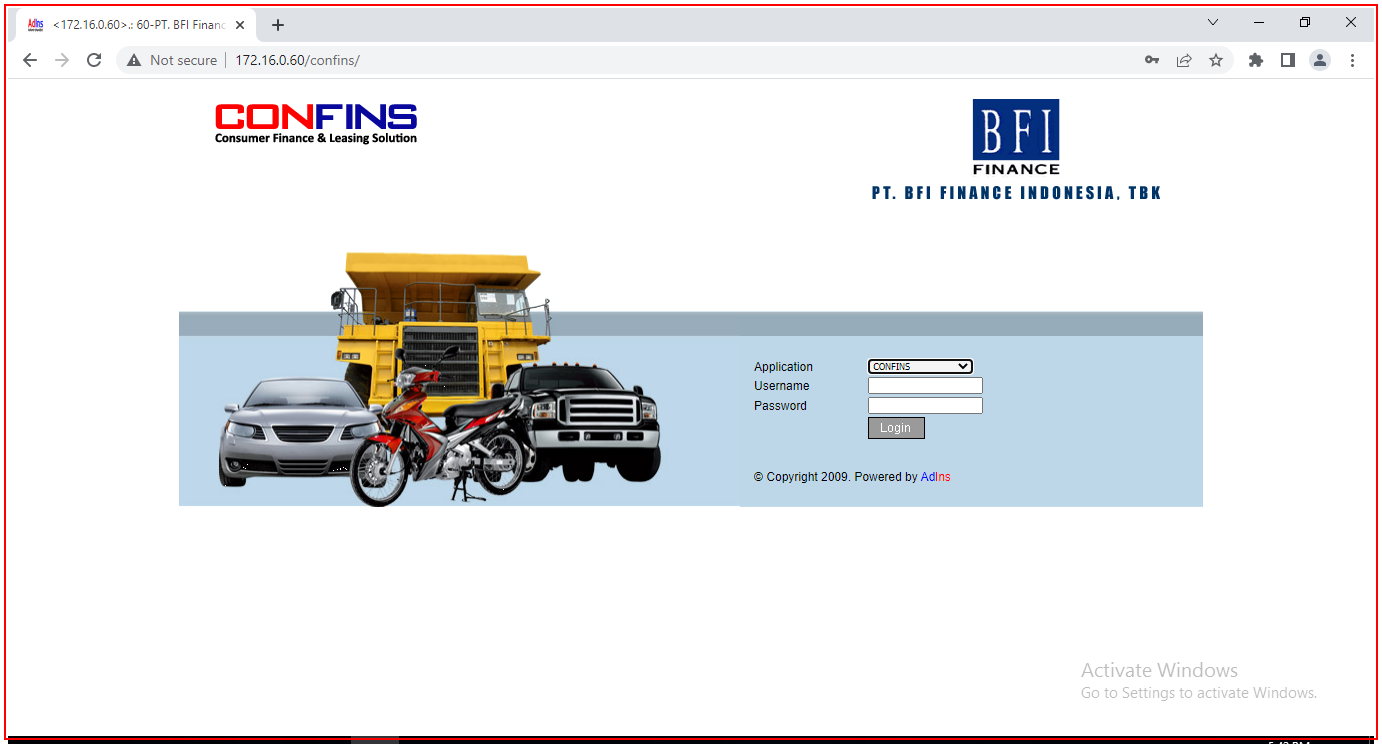 AdIns <172.16.0.60>.: 60-PT. BFI Financ
Not secure 172.16.0.60/confins/
CONFINS
Consumer Finance & Leasing Solution
BFI
FINANCE
PT. BFI FINANCE INDONESIA, TBK
Application CONFINS
Username
Password
Login
© Copyright 2009. Powered by AdIns
Activate Windows
Go to Settings to activate Windows.